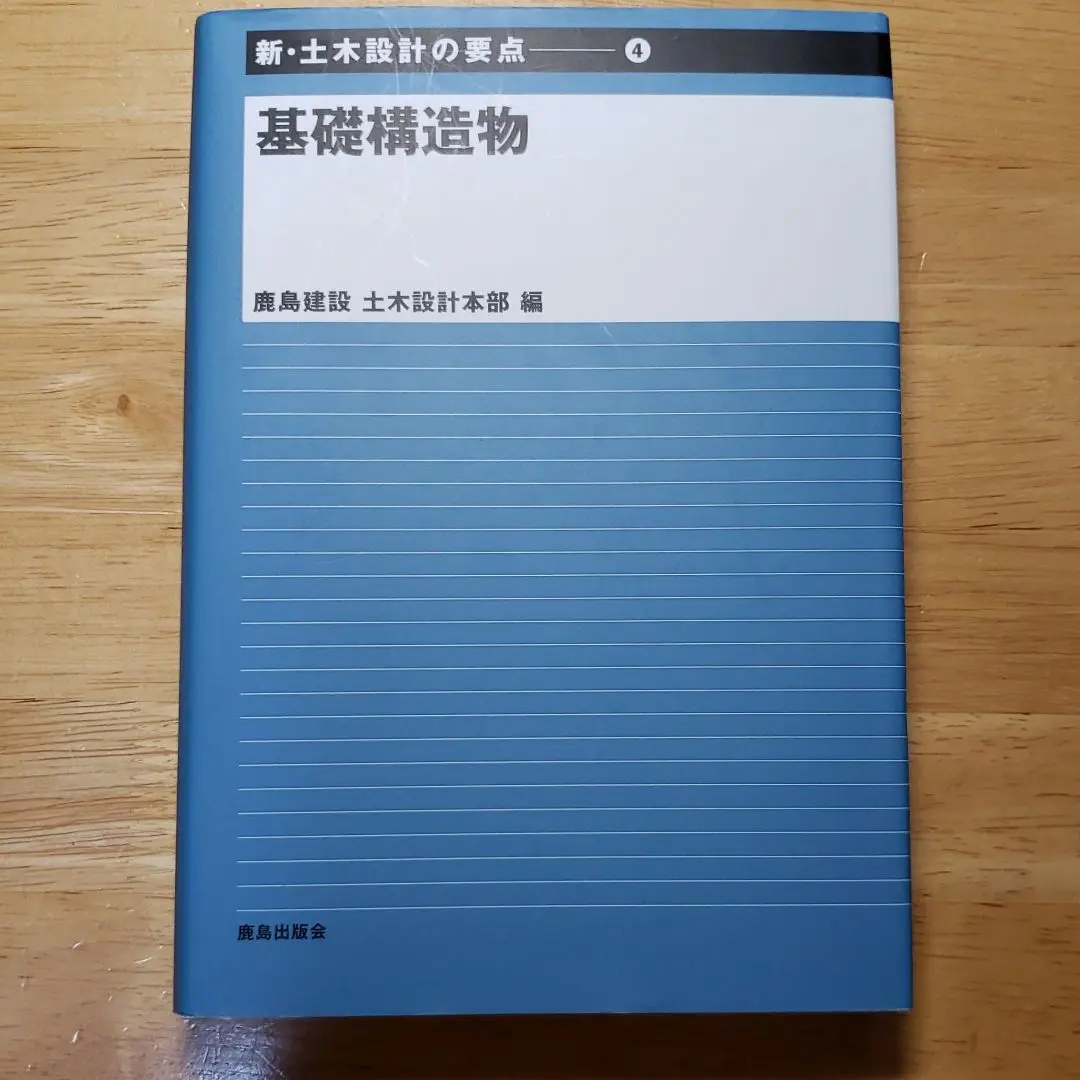 新・土木設計の要点――❹
基礎構造物
鹿島建設 土木設計本部 編
鹿島出版会